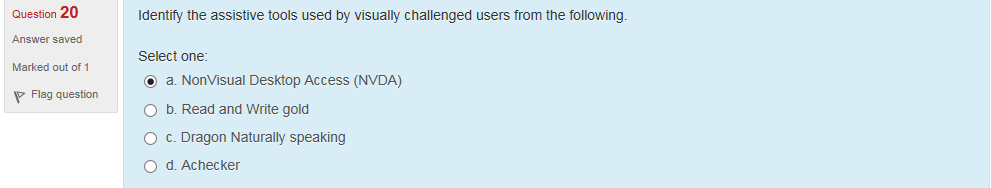 Question 20
Answer saved
Marked out of 1
Flag question
Identify the assistive tools used by visually challenged users from the following.
Select one:
a. NonVisual Desktop Access (NVDA)
b. Read and Write gold
c. Dragon Naturally speaking
d. Achecker